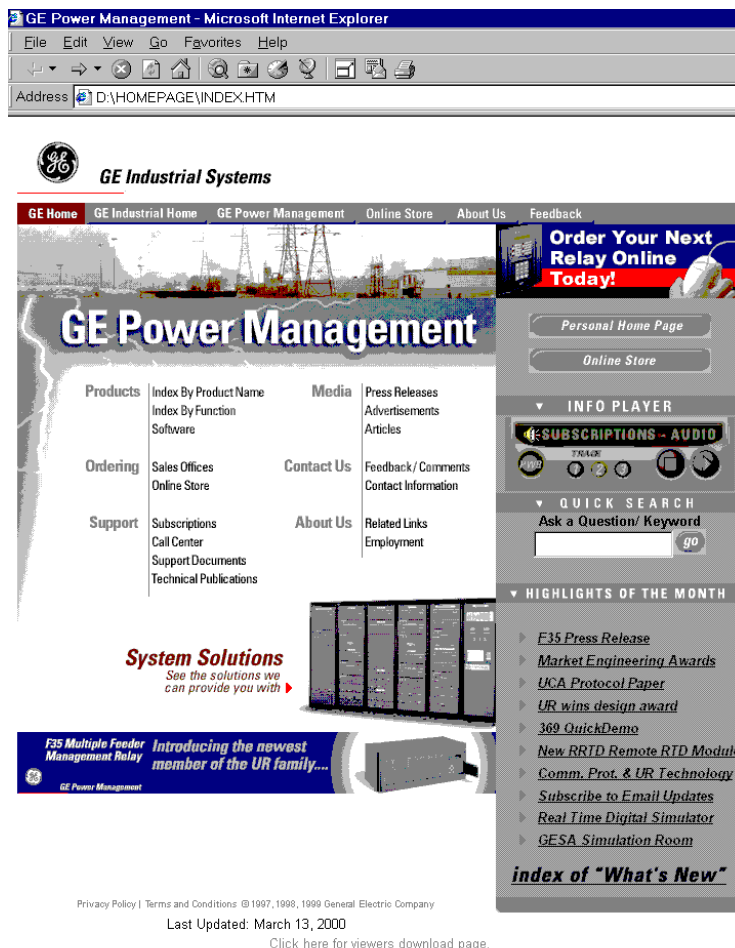 GE Power Management - Microsoft Internet Explorer
File Edit View Go Favorites Help
Address D:\HOMEPAGE\INDEX.HTM
GE Industrial Systems
GE Home GE Industrial Home GE Power Management Online Store About Us Feedback
Order Your Next
Relay Online
Today!
GE Power Management
Personal Home Page
Online Store
Products
Index By Product Name
Index By Function
Software
Media
Press Releases
Advertisements
Articles
Ordering
Sales Offices
Online Store
Contact Us
Feedback/ Comments
Contact Information
Support
Subscriptions
Call Center
Support Documents
Technical Publications
About Us
Related Links
Employment
INFO PLAYER
SUBSCRIPTIONS - AUDIO
PWR
TRACK
1 2 3
QUICK SEARCH
Ask a Question/ Keyword
go
HIGHLIGHTS OF THE MONTH
F35 Press Release
Market Engineering Awards
UCA Protocol Paper
UR wins design award
369 QuickDemo
New RRTD Remote RTD Module
Comm. Prot. & UR Technology
Subscribe to Email Updates
Real Time Digital Simulator
GESA Simulation Room
index of "What's New"
System Solutions
See the solutions we
can provide you with
F35 Multiple Feeder
Management Relay
GE Power Management
Introducing the newest
member of the UR family....
Privacy Policy | Terms and Conditions © 1997, 1998, 1999 General Electric Company
Last Updated: March 13, 2000
Click here for viewers download page.